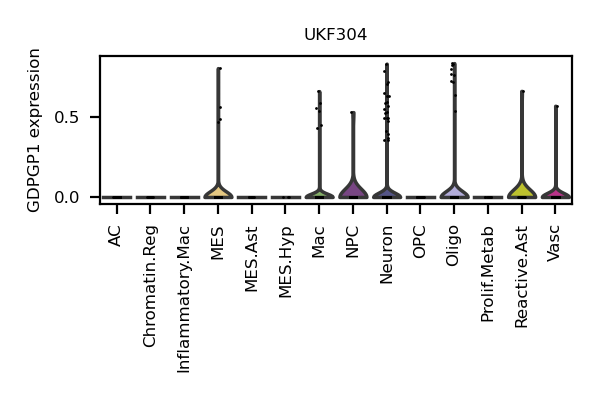 UKF304
GDPGP1 expression
0.5
0.0
AC
Chromatin.Reg
Inflammatory.Mac
MES
MES.Ast
MES.Hyp
Mac
NPC
Neuron
OPC
Oligo
Prolif.Metab
Reactive.Ast
Vasc